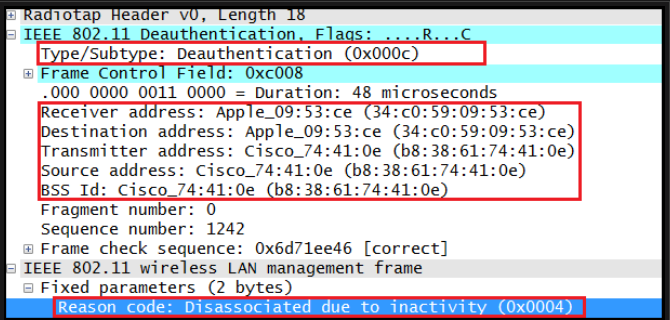 Radiotap Header v0, Length 18
IEEE 802.11 Deauthentication, Flags: ....R...C
Type/Subtype: Deauthentication (0x000c)
Frame Control Field: 0xc008
.000 0000 0011 0000 = Duration: 48 microseconds
Receiver address: Apple_09:53:ce (34:c0:59:09:53:ce)
Destination address: Apple_09:53:ce (34:c0:59:09:53:ce)
Transmitter address: Cisco_74:41:0e (b8:38:61:74:41:0e)
Source address: Cisco_74:41:0e (b8:38:61:74:41:0e)
BSS Id: Cisco_74:41:0e (b8:38:61:74:41:0e)
Fragment number: 0
Sequence number: 1242
Frame check sequence: 0x6d71ee46 [correct]
IEEE 802.11 wireless LAN management frame
Fixed parameters (2 bytes)
Reason code: Disassociated due to inactivity (0x0004)